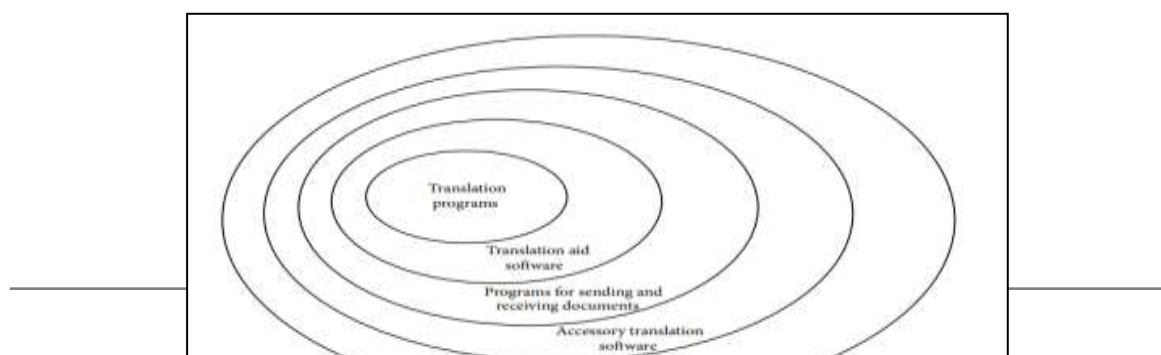 Translation
programs
Translation aid
software
Programs for sending and
receiving documents
Accessory translation
software